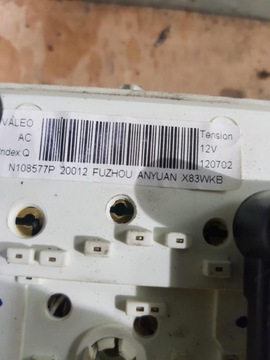 VALEO
AC
Index Q
Tension
12V
120702
N108577P 20012 FUZHOU ANYUAN X83WKB